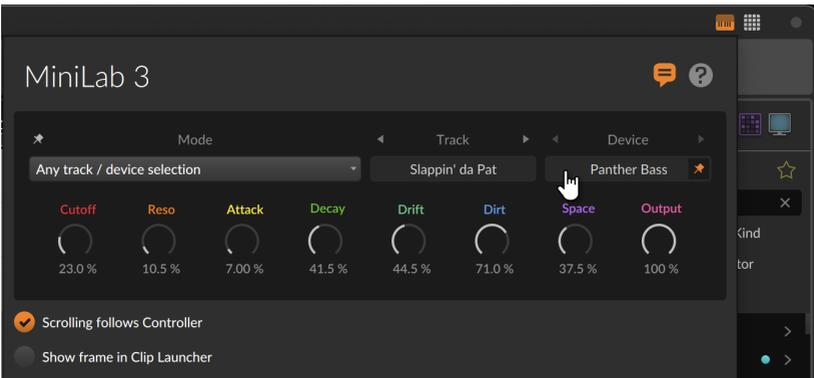 MiniLab 3
Mode Track Device
Any track / device selection Slappin' da Pat Panther Bass
Cutoff Reso Attack Decay Drift Dirt Space Output
23.0 % 10.5 % 7.00 % 41.5 % 44.5 % 71.0 % 37.5 % 100 %
Kind
tor
Scrolling follows Controller
Show frame in Clip Launcher